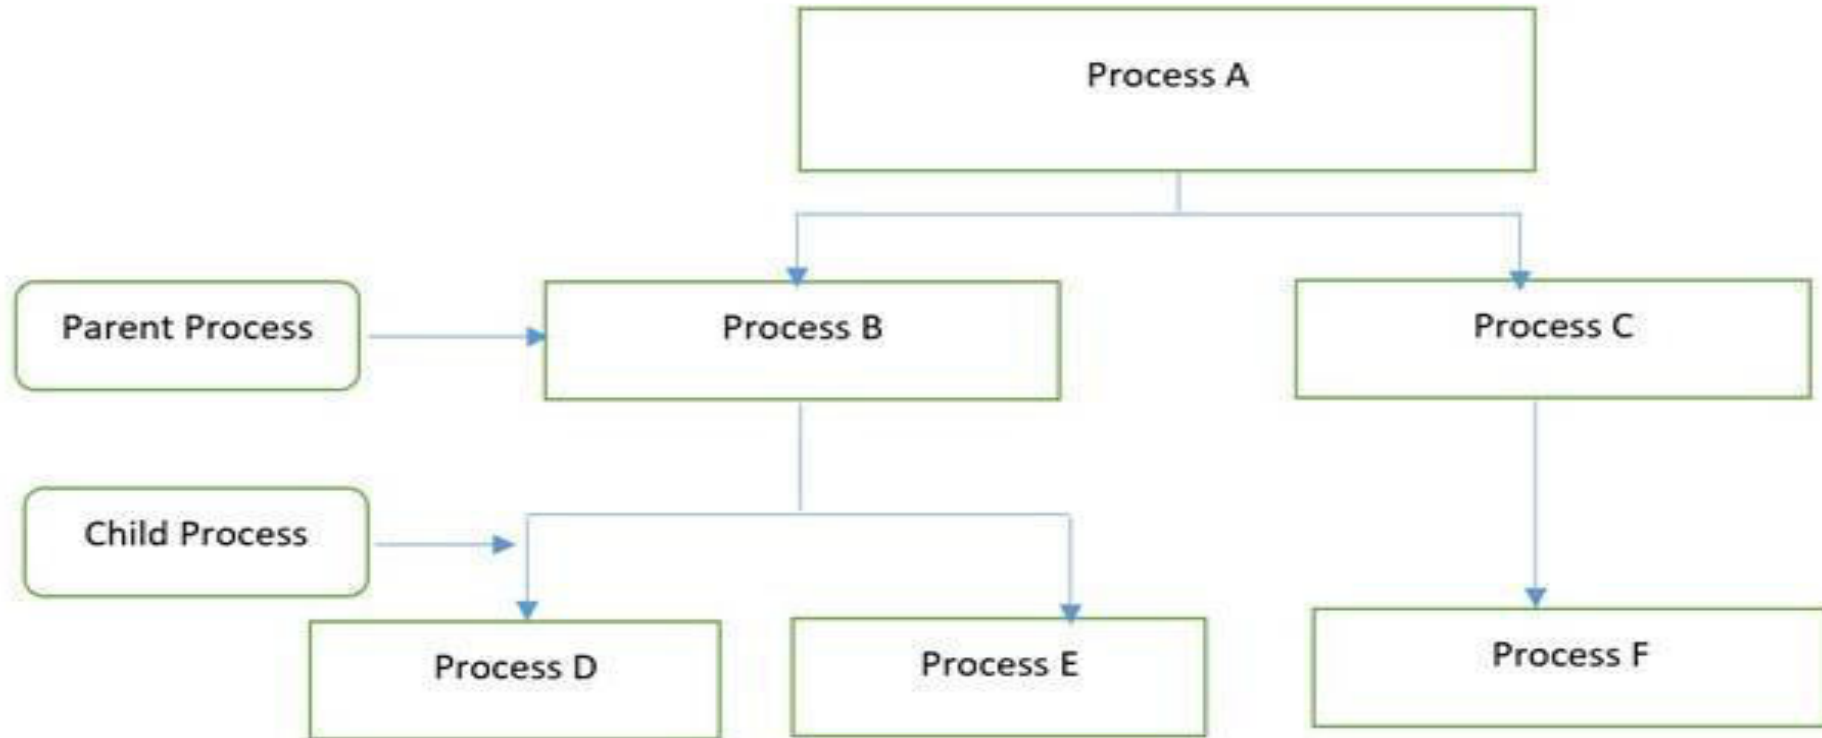 Process A
Parent Process
Process B
Process C
Child Process
Process D
Process E
Process F